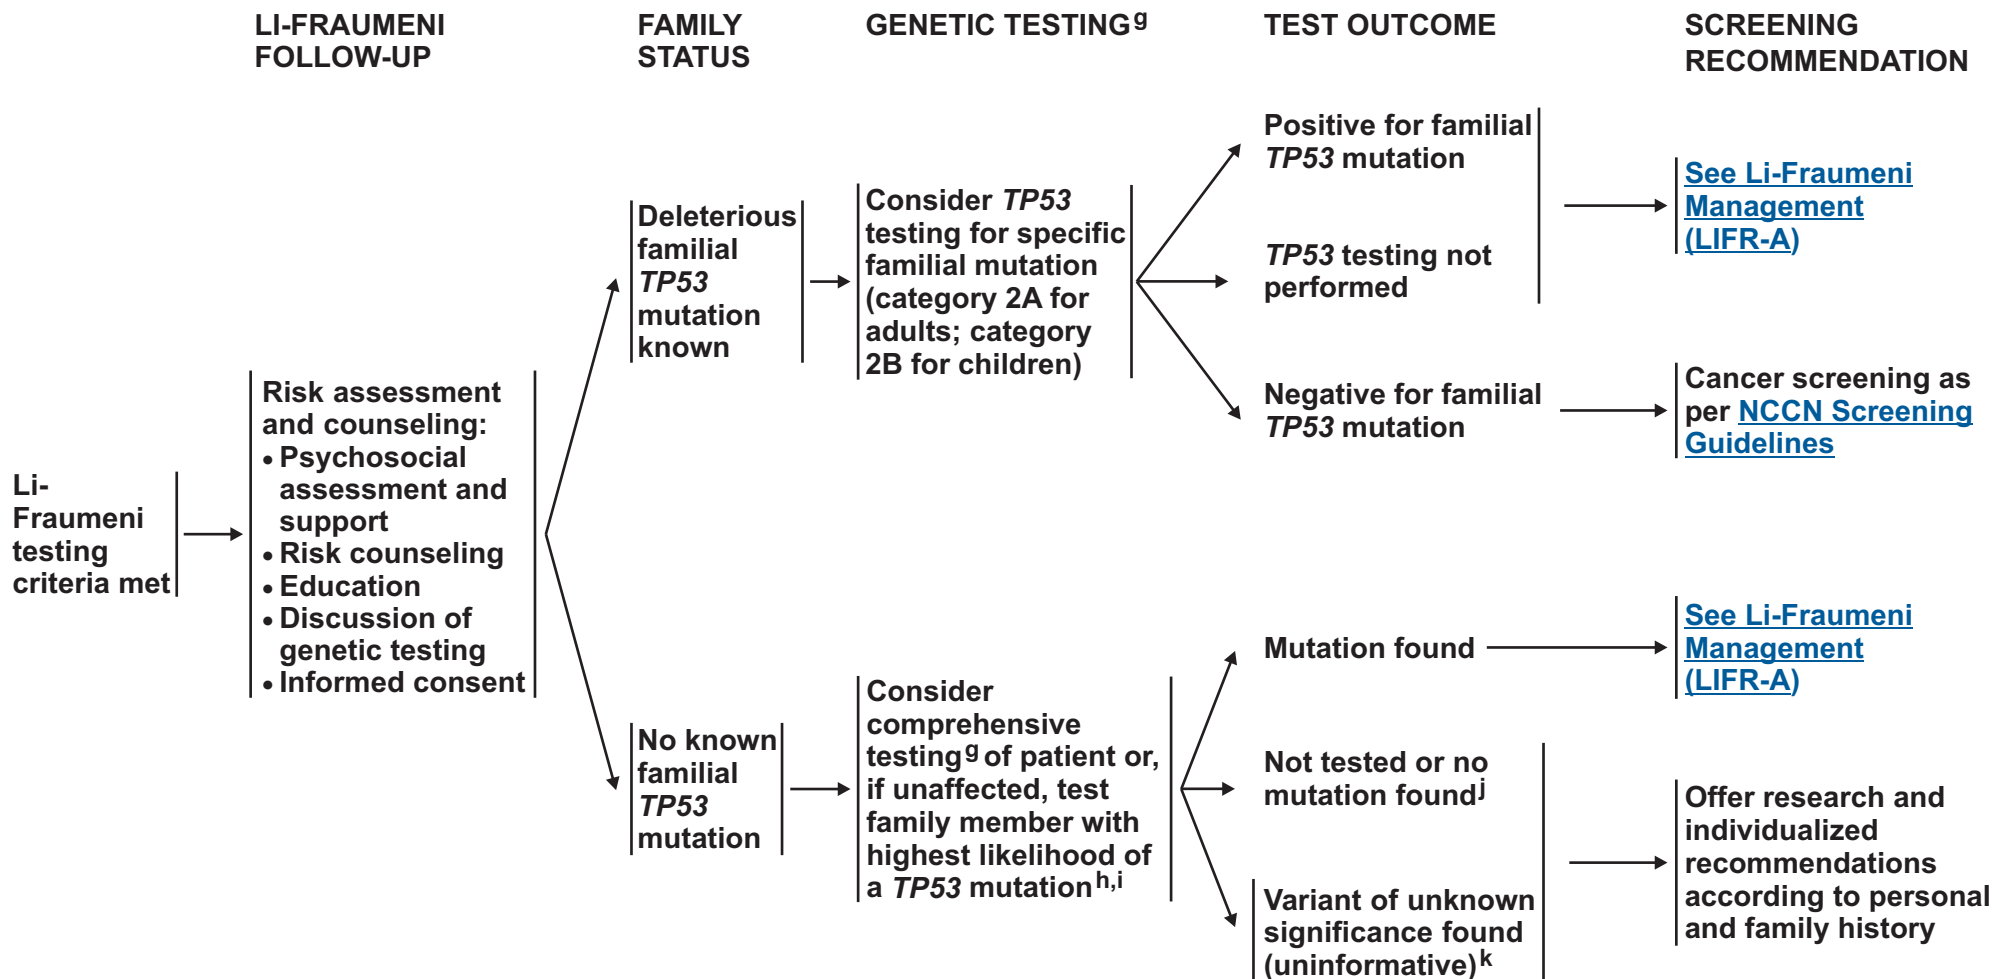 LI-FRAUMENI
FOLLOW-UP
FAMILY
STATUS
GENETIC TESTINGg
TEST OUTCOME
SCREENING
RECOMMENDATION
Li-
Fraumeni
testing
criteria met
Risk assessment
and counseling:
• Psychosocial
assessment and
support
• Risk counseling
• Education
• Discussion of
genetic testing
• Informed consent
Deleterious
familial
TP53
mutation
known
Consider TP53
testing for specific
familial mutation
(category 2A for
adults; category
2B for children)
Positive for familial
TP53 mutation
TP53 testing not
performed
See Li-Fraumeni
Management
(LIFR-A)
Negative for familial
TP53 mutation
Cancer screening as
per NCCN Screening
Guidelines
No known
familial
TP53
mutation
Consider
comprehensive
testingg of patient or,
if unaffected, test
family member with
highest likelihood of
a TP53 mutationh,i
Mutation found
See Li-Fraumeni
Management
(LIFR-A)
Not tested or no
mutation foundj
Variant of unknown
significance found
(uninformative)k
Offer research and
individualized
recommendations
according to personal
and family history